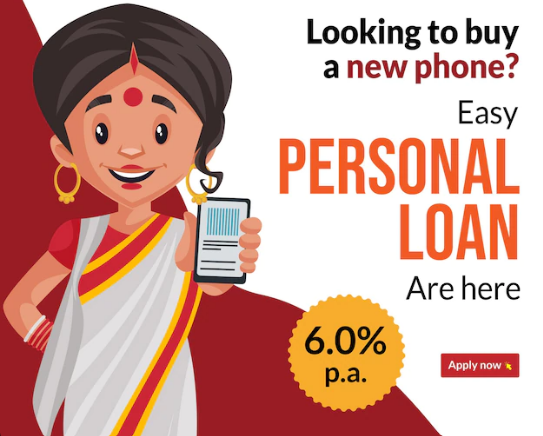 Looking to buy
a new phone?
Easy
PERSONAL
LOAN
Are here
6.0%
p.a.
Apply now